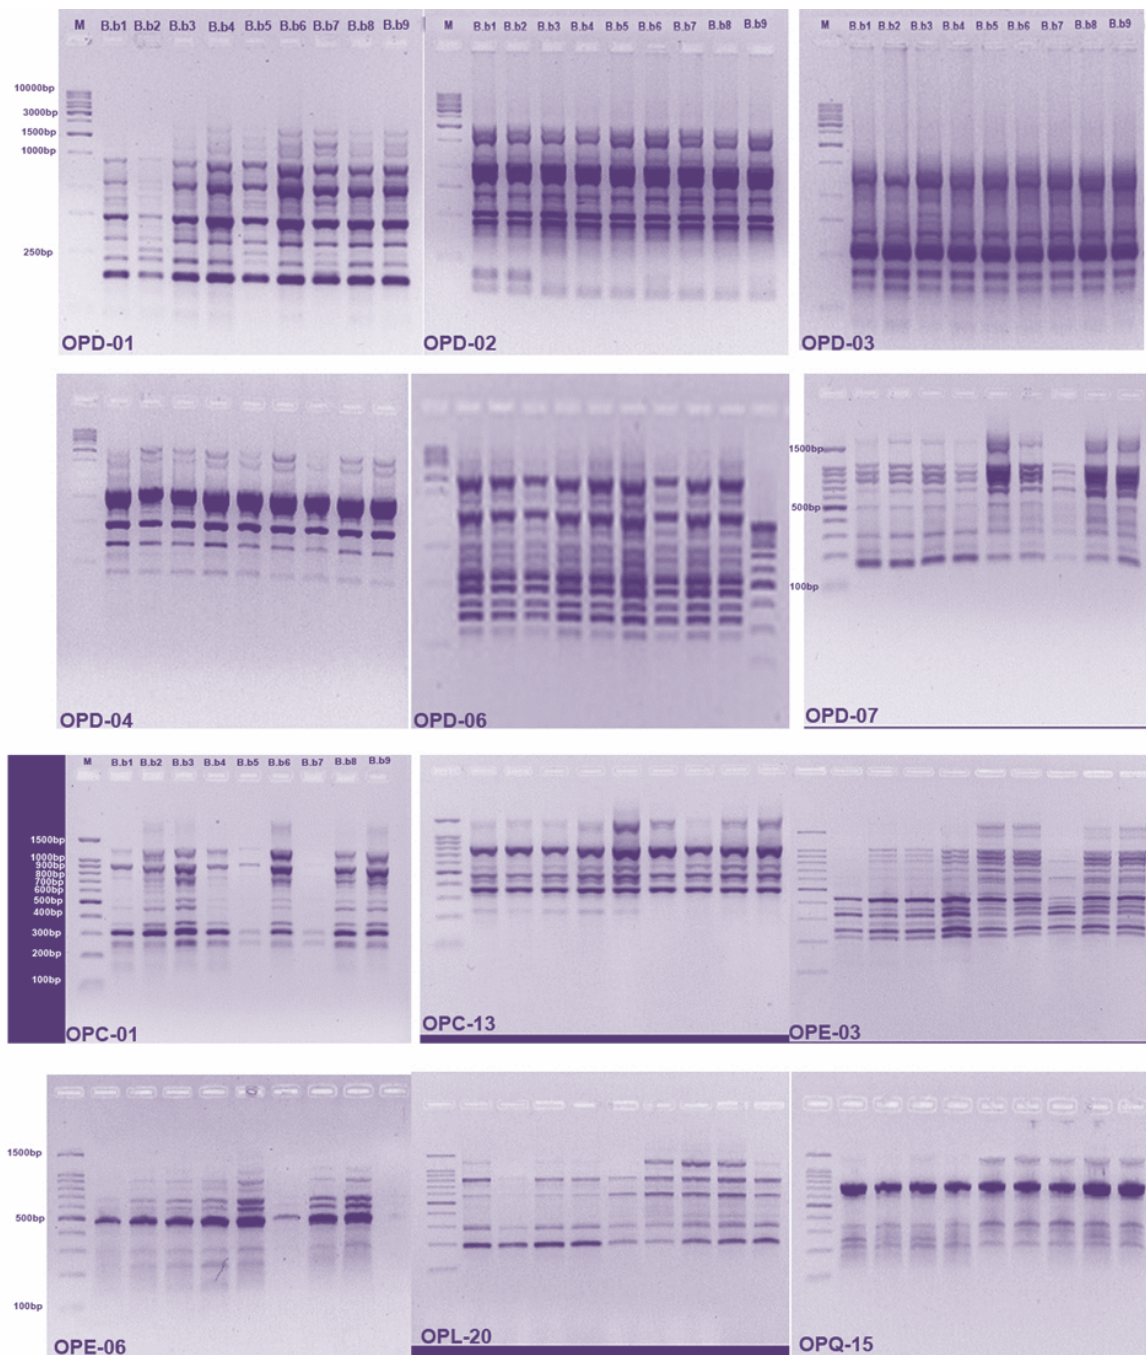 M B.b1 B.b2 B.b3 B.b4 B.b5 B.b6 B.b7 B.b8 B.b9
10000bp
3000bp
1500bp
1000bp
250bp
OPD-01
B.b1 B.b2 B.b3 B.b4 B.b5 B.b6 B.b7 B.b8 B.b9
M
OPD-02
M B.b1 B.b2 B.b3 B.b4 B.b5 B.b6 B.b7 B.b8 B.b9
OPD-03
OPD-04
OPD-06
1500bp
500bp
100bp
OPD-07
M B.b1 B.b2 B.b3 B.b4 B.b5 B.b6 B.b7 B.b8 B.b9
1500bp
1000bp
900bp
800bp
700bp
600bp
500bp
400bp
300bp
200bp
100bp
OPC-01
OPC-13
OPE-03
1500bp
500bp
100bp
OPE-06
OPL-20
OPQ-15